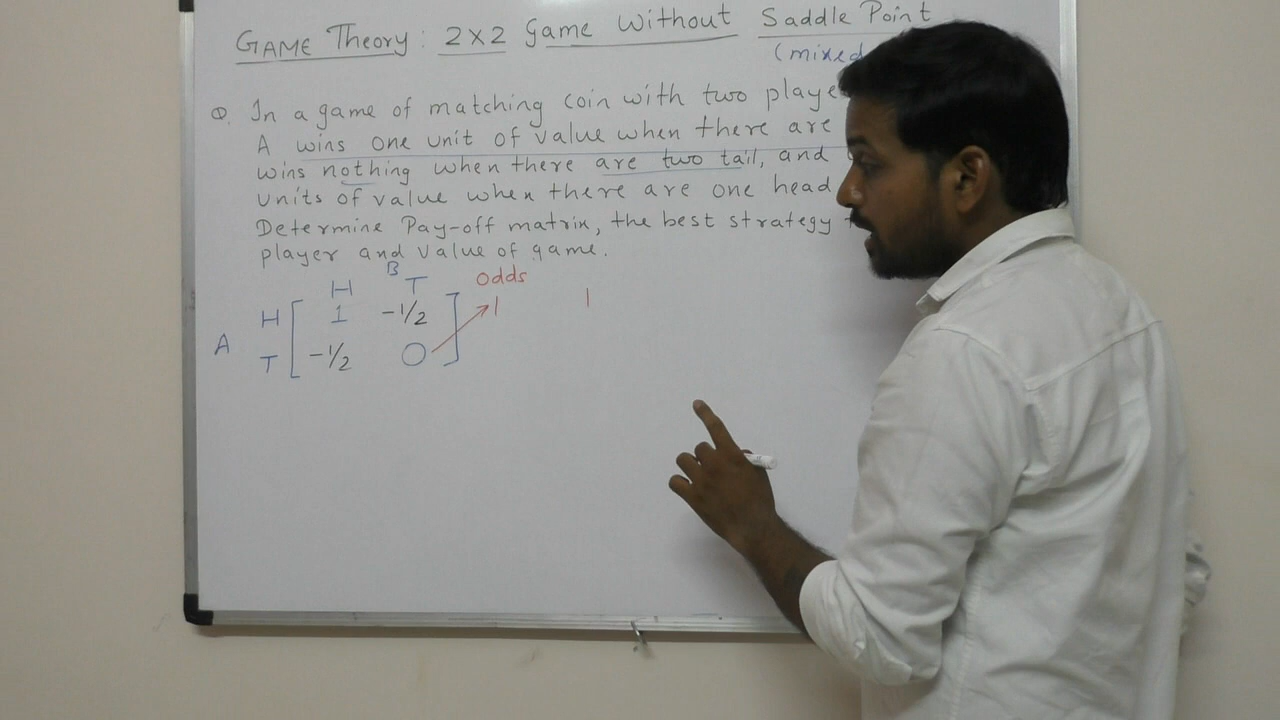 GAME Theory: 2x2 Game without Saddle Point
(mixed
Q. In a game of matching coin with two playe
A wins one unit of value when there are
wins nothing when there are two tail, and
units of value when there are one head
Determine Pay-off matrix, the best strategy
player and value of game.
B
H T Odds
H 1 -1/2 1 1
A
T -1/2 0